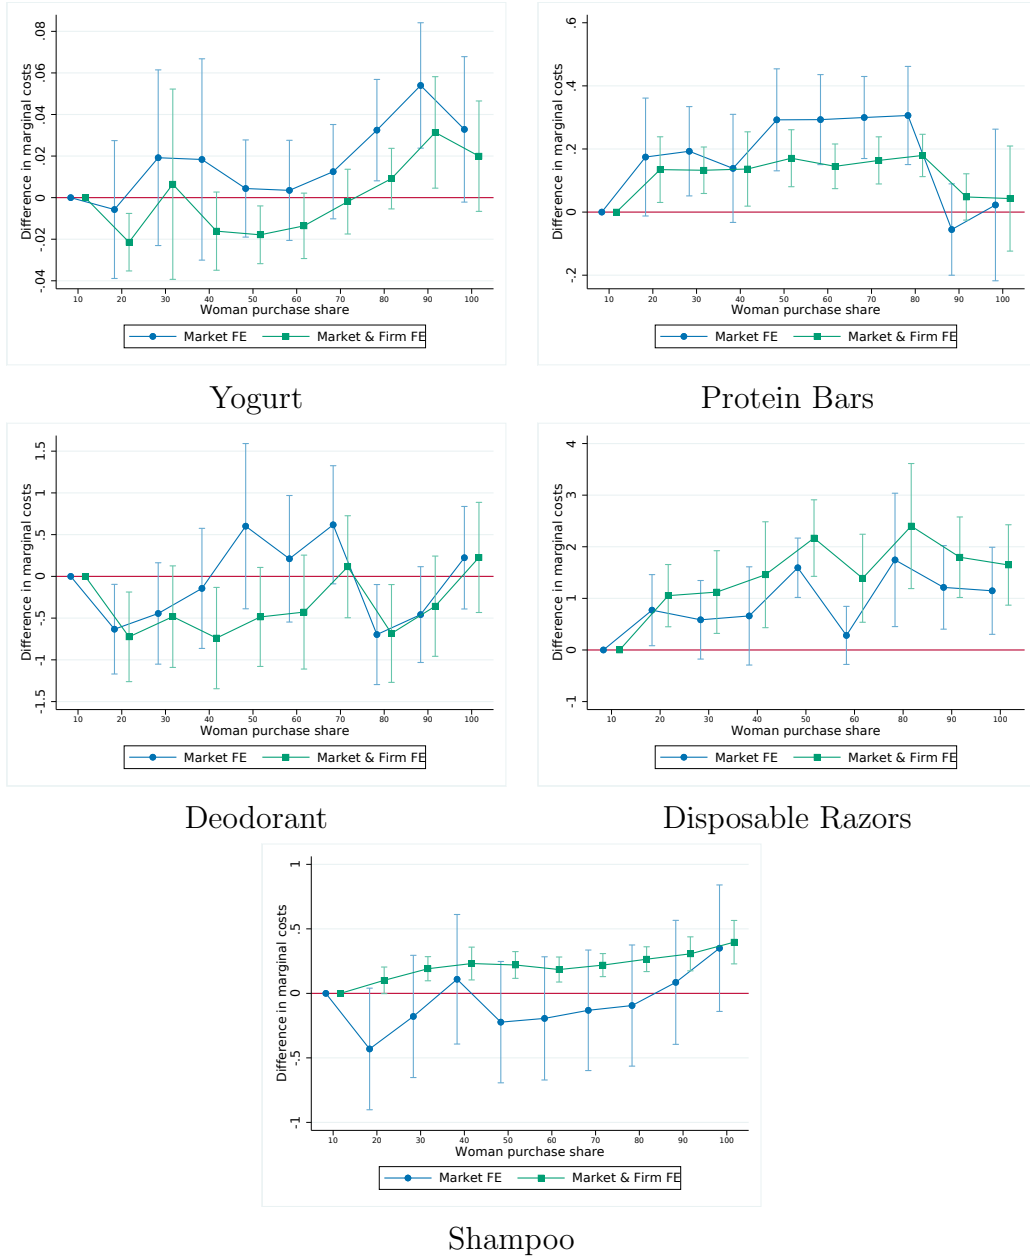 .08
.06
.04
.02
0
-.02
-.04
Difference in marginal costs
10 20 30 40 50 60 70 80 90 100
Woman purchase share
Market FE Market & Firm FE
Yogurt
.6
.4
.2
0
-.2
Difference in marginal costs
10 20 30 40 50 60 70 80 90 100
Woman purchase share
Market FE Market & Firm FE
Protein Bars
1.5
1
.5
0
-.5
-1
-1.5
Difference in marginal costs
10 20 30 40 50 60 70 80 90 100
Woman purchase share
Market FE Market & Firm FE
Deodorant
4
3
2
1
0
-1
Difference in marginal costs
10 20 30 40 50 60 70 80 90 100
Woman purchase share
Market FE Market & Firm FE
Disposable Razors
1
.5
0
-.5
-1
Difference in marginal costs
10 20 30 40 50 60 70 80 90 100
Woman purchase share
Market FE Market & Firm FE
Shampoo